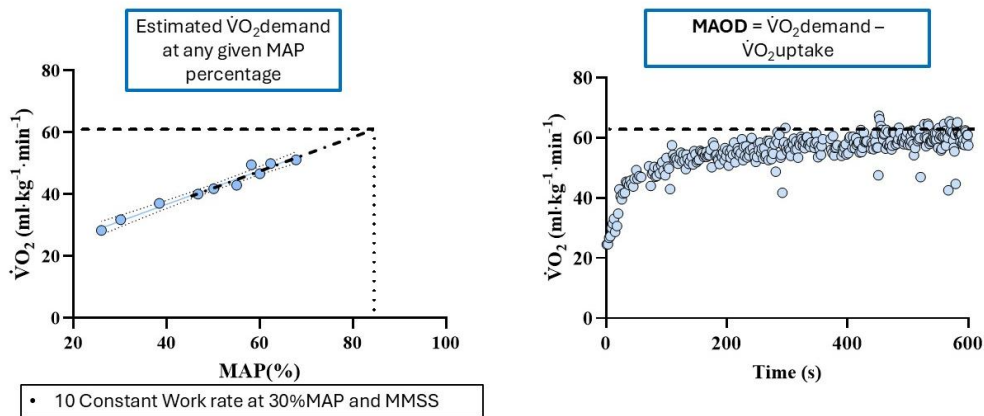 Estimated V̇O₂demand
at any given MAP
percentage
80
60
40
20
0
V̇O₂ (ml·kg⁻¹·min⁻¹)
20 40 60 80 100
MAP(%)
• 10 Constant Work rate at 30%MAP and MMSS
MAOD = V̇O₂demand –
V̇O₂uptake
80
60
40
20
0
V̇O₂ (ml·kg⁻¹·min⁻¹)
0 200 400 600
Time (s)